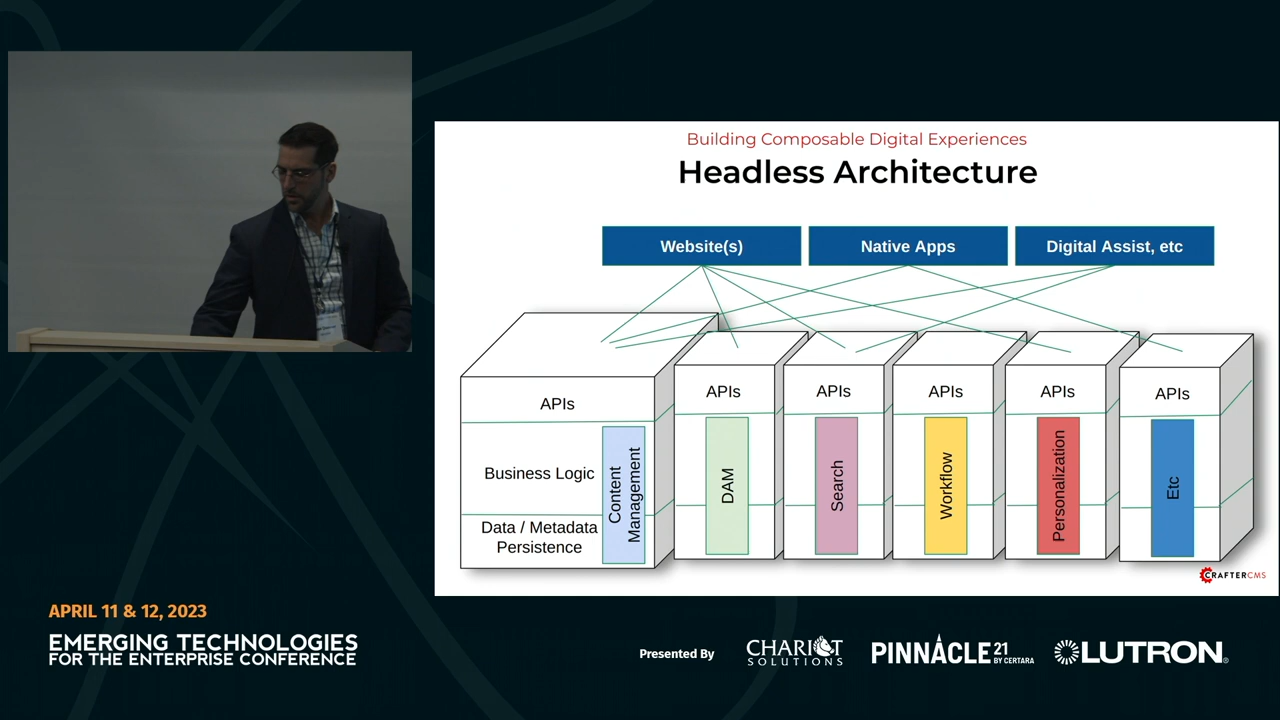 Building Composable Digital Experiences
Headless Architecture
Website(s)
Native Apps
Digital Assist, etc
APIs
APIs
APIs
APIs
APIs
APIs
Business Logic
Data / Metadada
Persistence
Content
Management
DAM
Search
Workflow
Personalization
Etc
CRAFTERCMS
APRIL 11 & 12, 2023
EMERGING TECHNOLOGIES
FOR THE ENTERPRISE CONFERENCE
Presented By
CHARIOT
SOLUTIONS
PINNACLE 21
BY CERTARA
LUTRON®